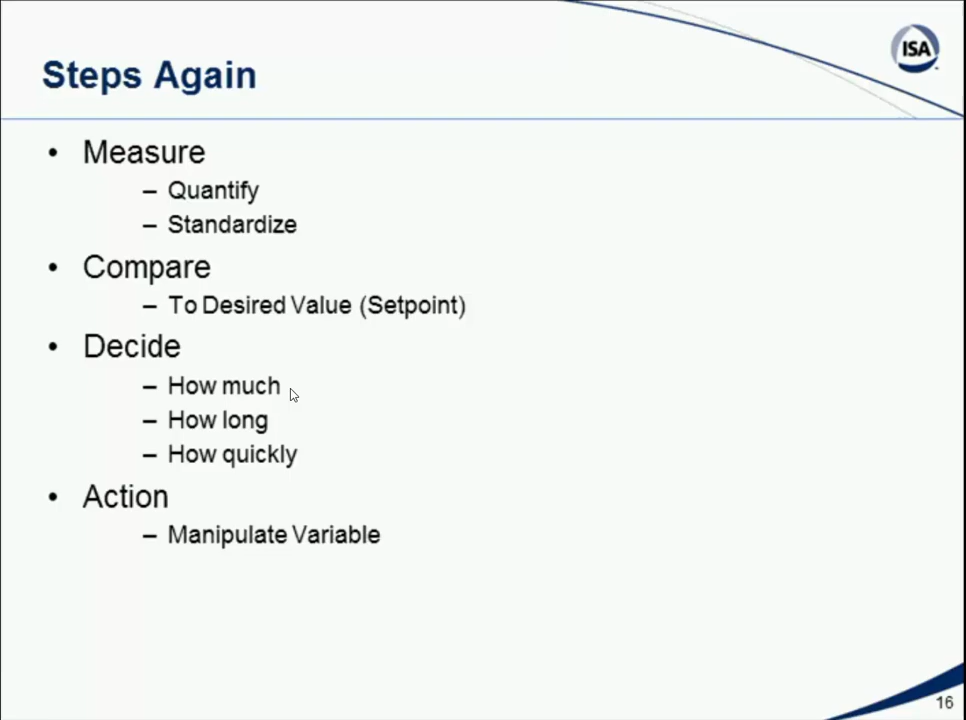 ISA
Steps Again
• Measure
– Quantify
– Standardize
• Compare
– To Desired Value (Setpoint)
• Decide
– How much
– How long
– How quickly
• Action
– Manipulate Variable
16